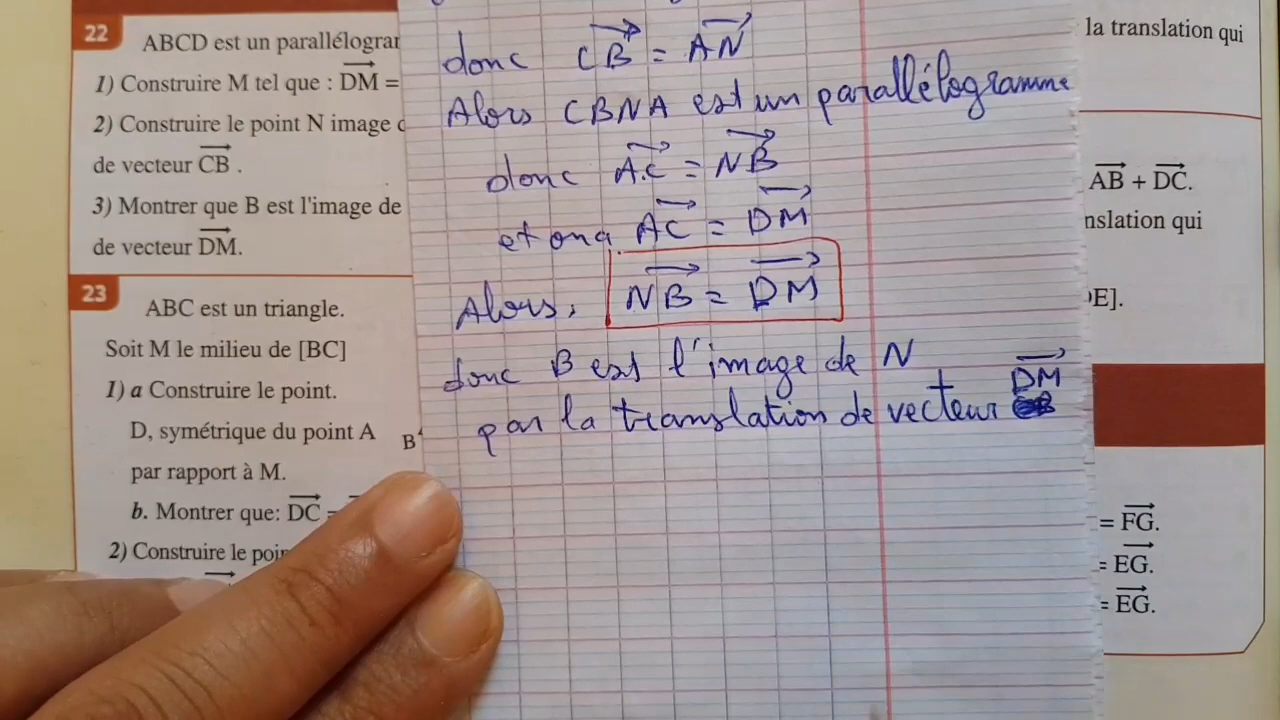 22
ABCD est un
1) Construire M tel que : DM =
2) Construire le point N image
de vecteur CB .
3) Montrer que B est l'image de
de vecteur DM.
23
ABC est un triangle.
Soit M le milieu de [BC]
1) a Construire le point.
D, symétrique du point A
par rapport à M.
b. Montrer que: DC =
2) Construire le
B
donc CB = AN
Alors CBNA est un parallélogramme
donc AC = NB
et on a AC = DM
Alors, NB = DM
donc B est l'image de N
par la translation de vecteur DM
la translation qui
AB + DC.
qui
= FG.
= EG.
= EG.